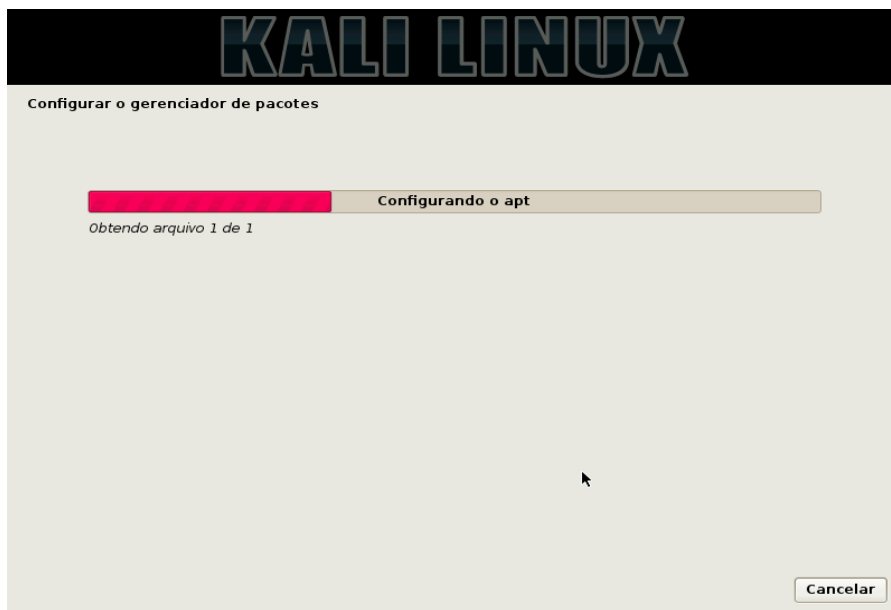 KALI LINUX
Configurar o gerenciador de pacotes
Configurando o apt
Obtendo arquivo 1 de 1
Cancelar